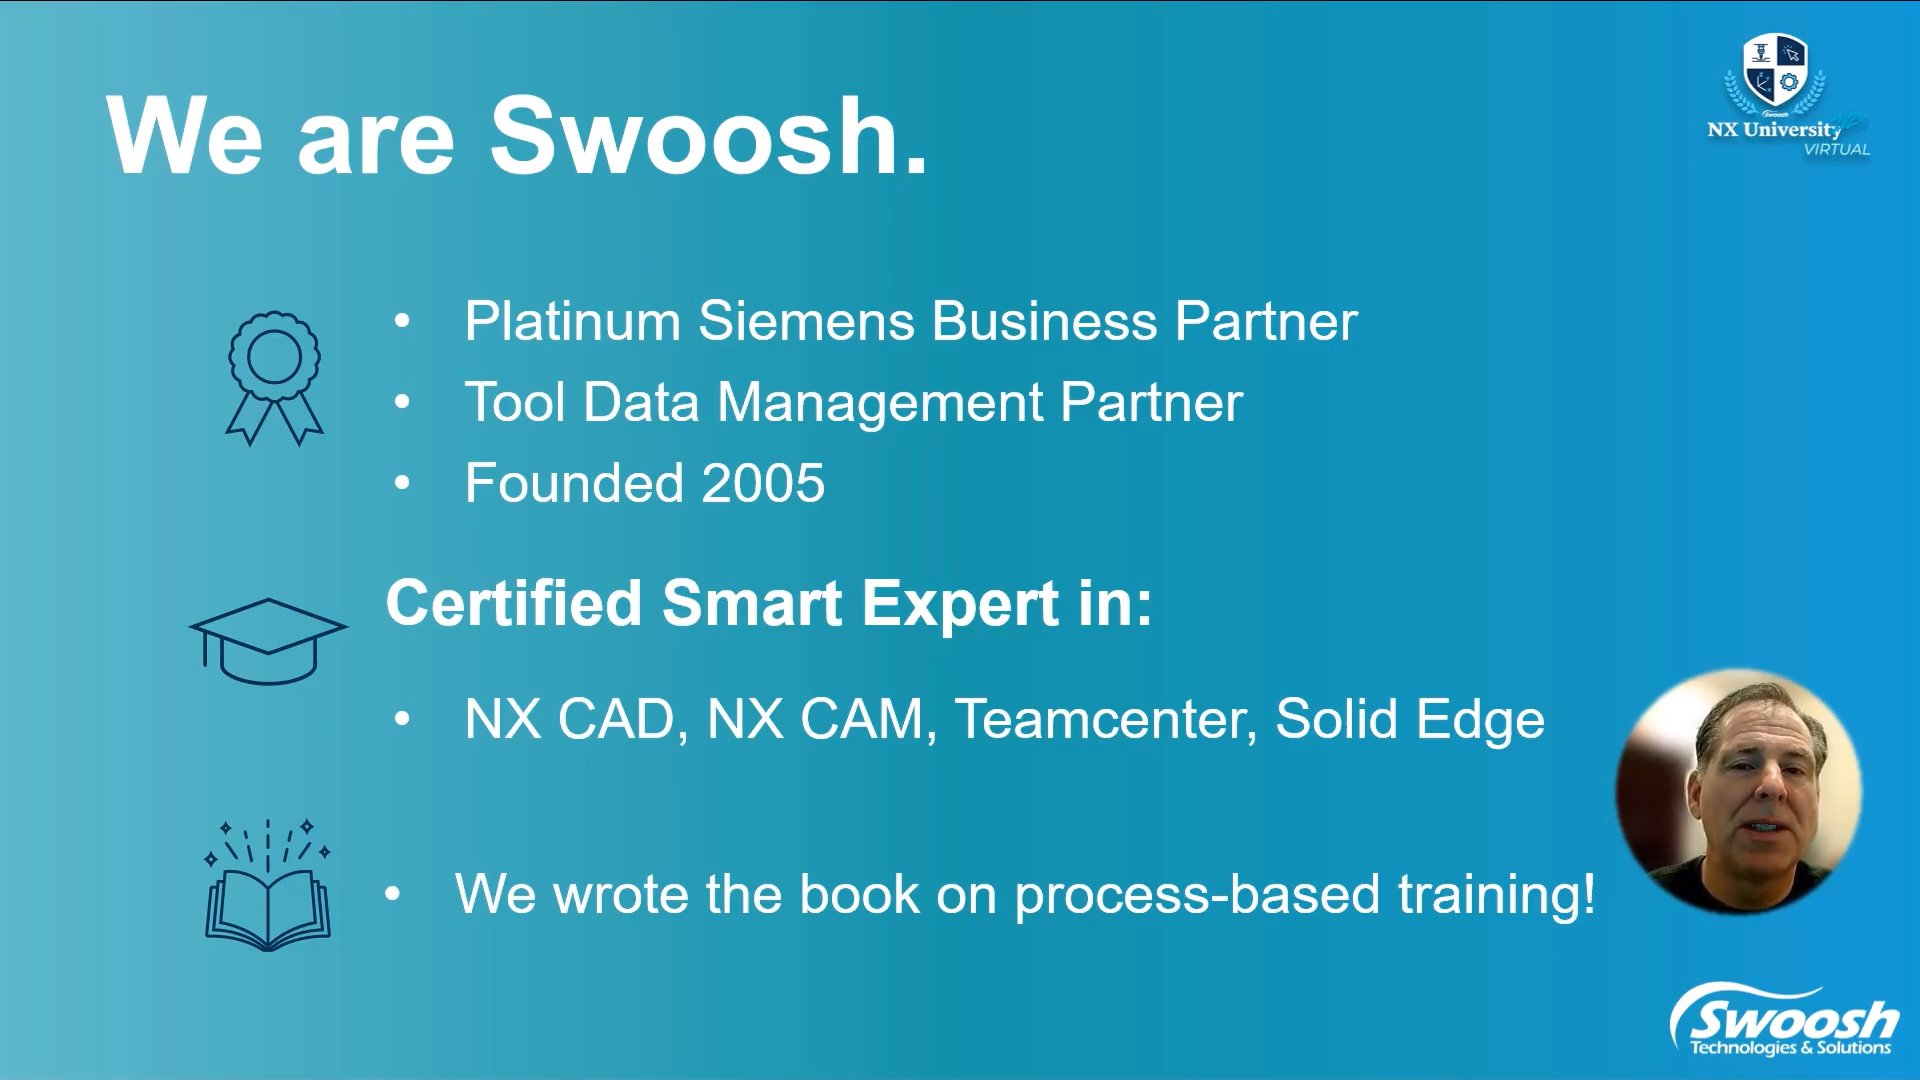 We are Swoosh.
Swoosh
NX University
VIRTUAL
• Platinum Siemens Business Partner
• Tool Data Management Partner
• Founded 2005
Certified Smart Expert in:
• NX CAD, NX CAM, Teamcenter, Solid Edge
• We wrote the book on process-based training!
Swoosh
Technologies & Solutions